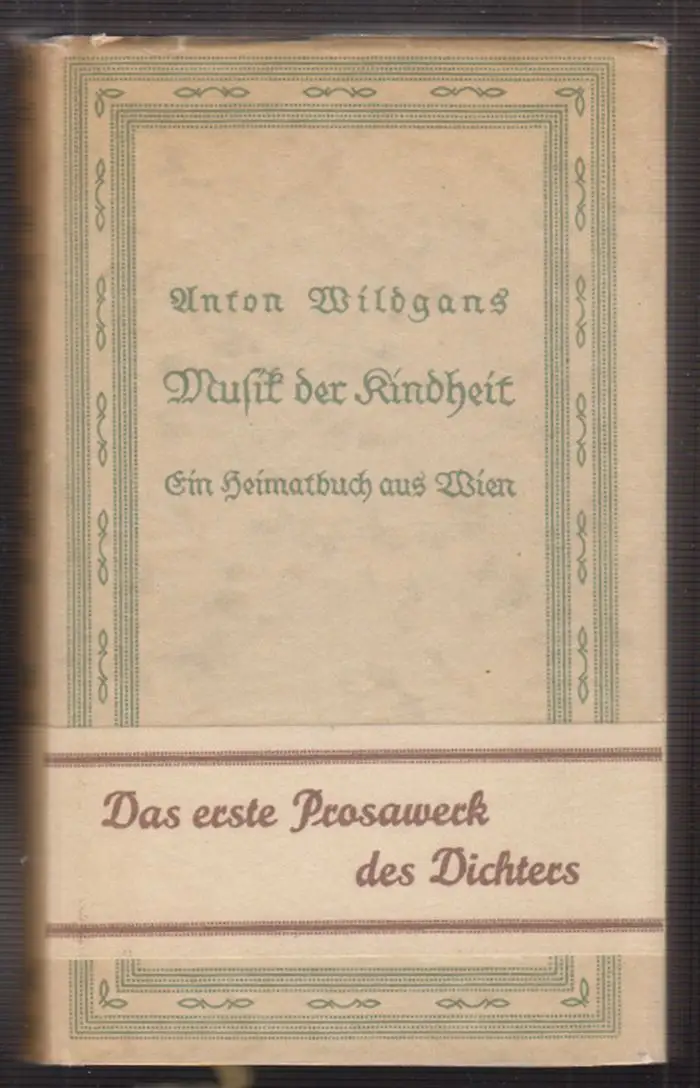 Anton Wildgans
Musik der Kindheit
Ein Heimatbuch aus Wien
Das erste Prosawerk
des Dichters